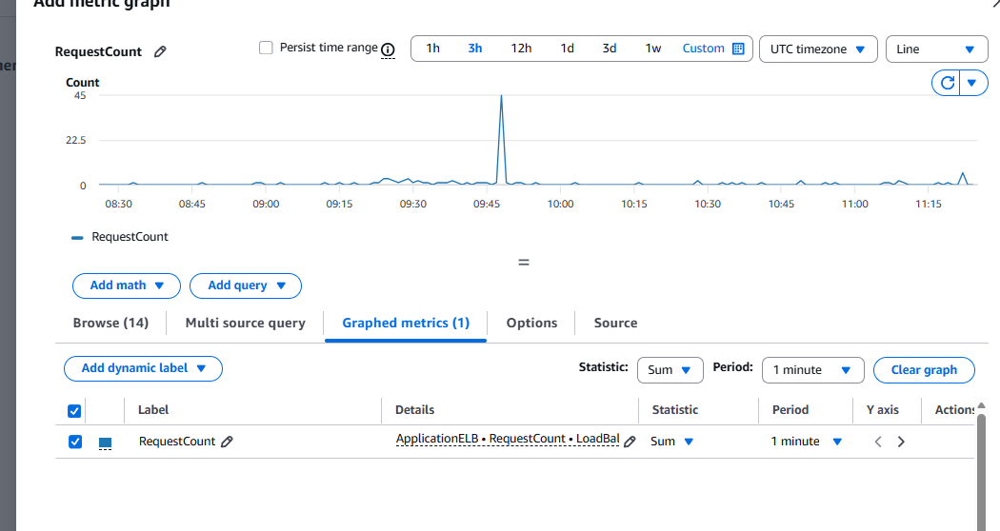 Add metric graph
RequestCount
Persist time range
1h 3h 12h 1d 3d 1w Custom
UTC timezone
Line
Count
45
22.5
0
08:30 08:45 09:00 09:15 09:30 09:45 10:00 10:15 10:30 10:45 11:00 11:15
RequestCount
=
Add math
Add query
Browse (14) Multi source query Graphed metrics (1) Options Source
Add dynamic label
Statistic: Sum Period: 1 minute Clear graph
Label Details Statistic Period Y axis Actions
RequestCount ApplicationELB • RequestCount • LoadBal Sum 1 minute < >